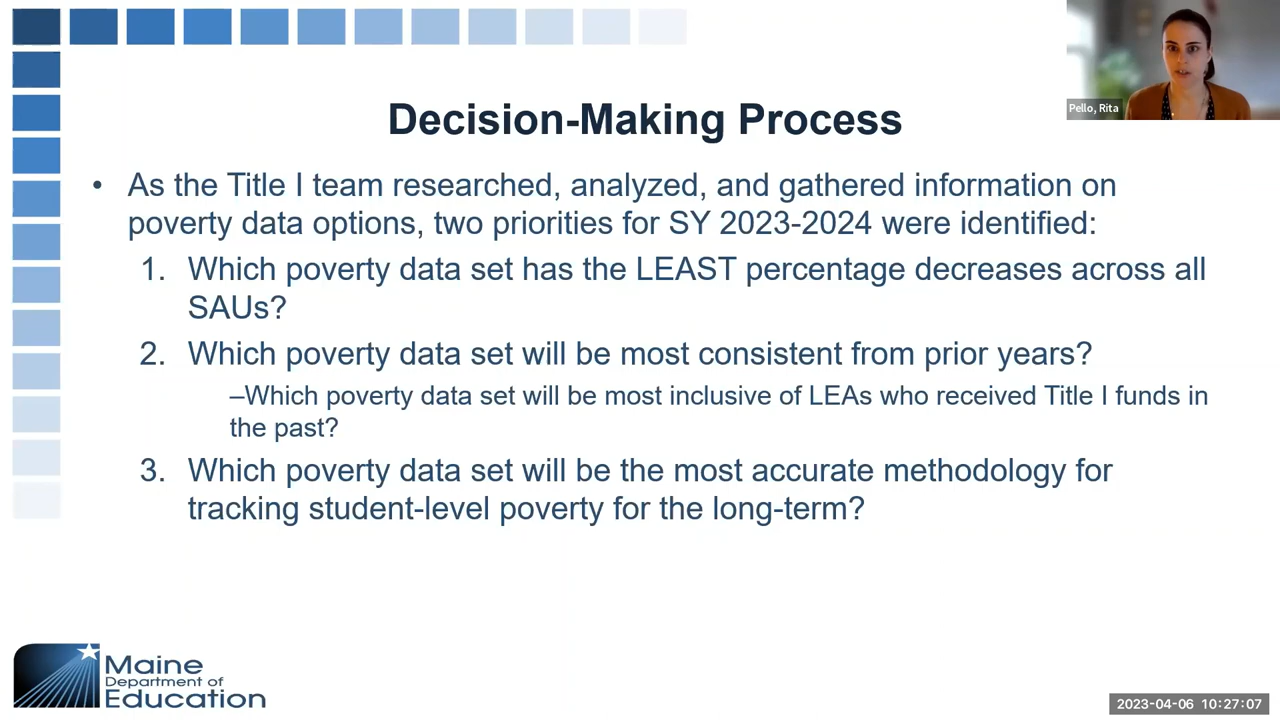 Pello, Rita
Decision-Making Process
• As the Title I team researched, analyzed, and gathered information on
poverty data options, two priorities for SY 2023-2024 were identified:
1. Which poverty data set has the LEAST percentage decreases across all
SAUs?
2. Which poverty data set will be most consistent from prior years?
–Which poverty data set will be most inclusive of LEAs who received Title I funds in
the past?
3. Which poverty data set will be the most accurate methodology for
tracking student-level poverty for the long-term?
Maine
Department of
Education
2023-04-06 10:27:07